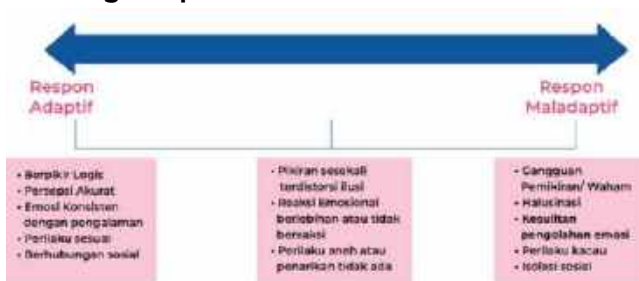 Respon
Adaptif
Respon
Maladaptif
• Berpikir Logis
• Persepsi Akurat
• Emosi Konsisten
dengan pengalaman
• Perilaku sesuai
• Berhubungan sosial
• Pikiran sesekali
terdistorsi ilusi
• Reaksi Emosional
berlebihan atau tidak
bereaksi
• Perilaku aneh atau
penarikan tidak ada
• Gangguan
Pemikiran/ Waham
• Halusinasi
• Kesulitan
pengolahan emosi
• Perilaku kacau
• Isolasi sosial